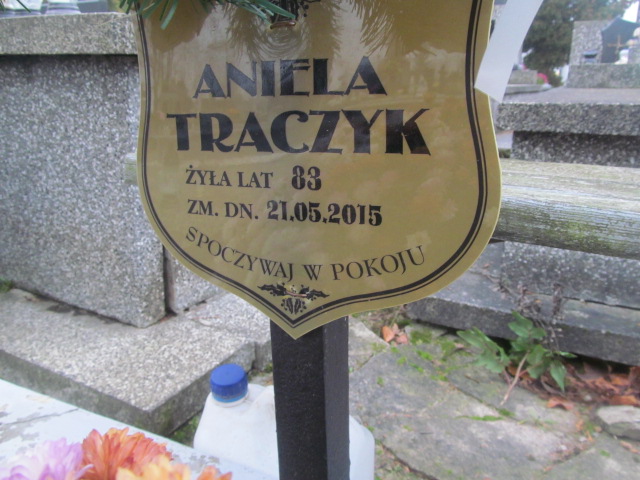 ANIELA
TRACZYK
ŻYŁA LAT 83
ZM. DN. 21.05.2015
SPOCZYWAJ W POKOJU